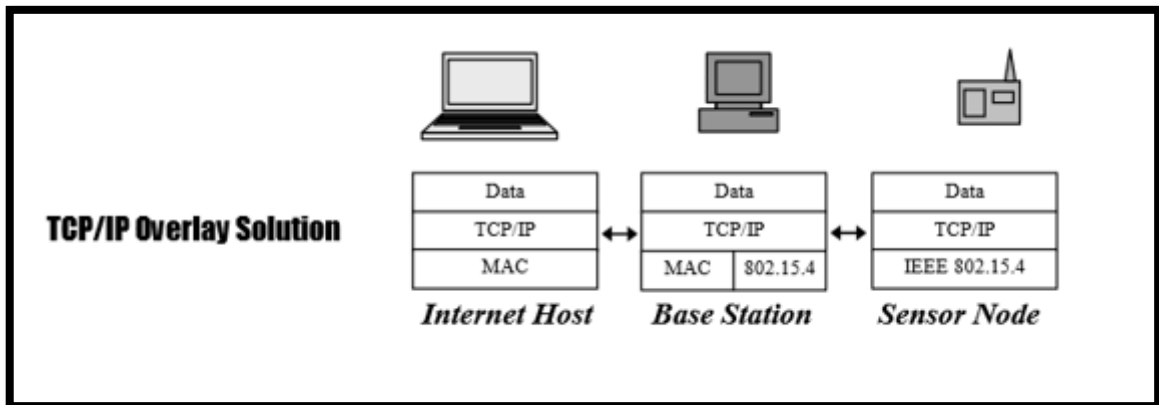 TCP/IP Overlay Solution
Data
TCP/IP
MAC
Internet Host
Data
TCP/IP
MAC 802.15.4
Base Station
Data
TCP/IP
IEEE 802.15.4
Sensor Node